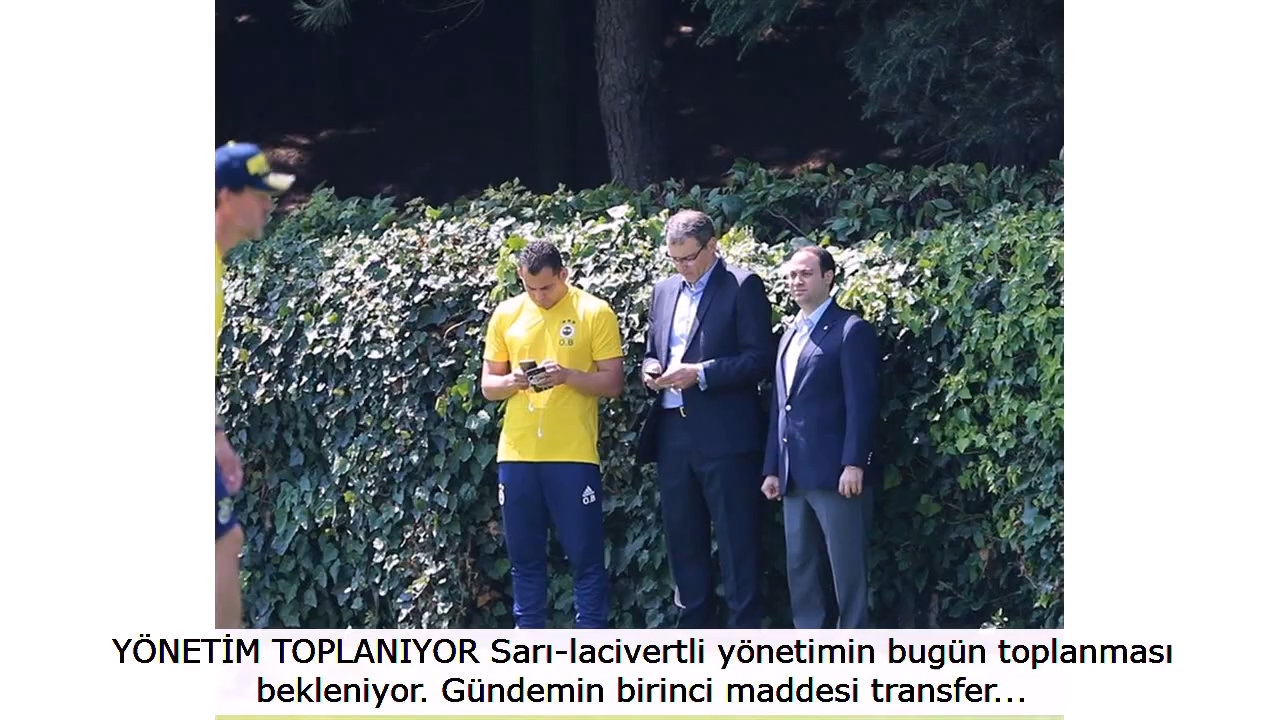 O.B
O.B
YÖNETİM TOPLANIYOR Sarı-lacivertli yönetimin bugün toplanması
bekleniyor. Gündemin birinci maddesi transfer...